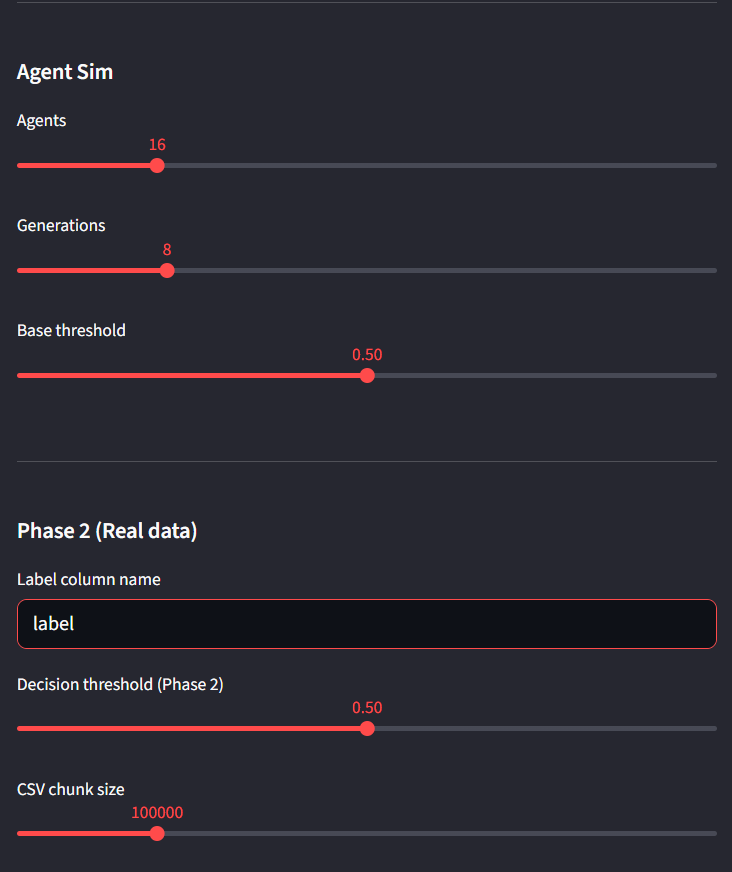 Agent Sim
Agents
16
Generations
8
Base threshold
0.50
Phase 2 (Real data)
Label column name
label
Decision threshold (Phase 2)
0.50
CSV chunk size
100000